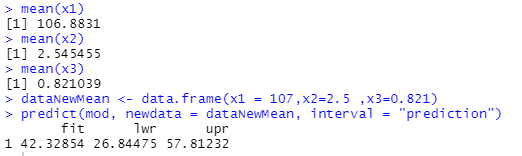 > mean(x1)
[1] 106.8831
> mean(x2)
[1] 2.545455
> mean(x3)
[1] 0.821039
> dataNewMean <- data.frame(x1 = 107,x2=2.5 ,x3=0.821)
> predict(mod, newdata = dataNewMean, interval = "prediction")
fit lwr upr
1 42.32854 26.84475 57.81232